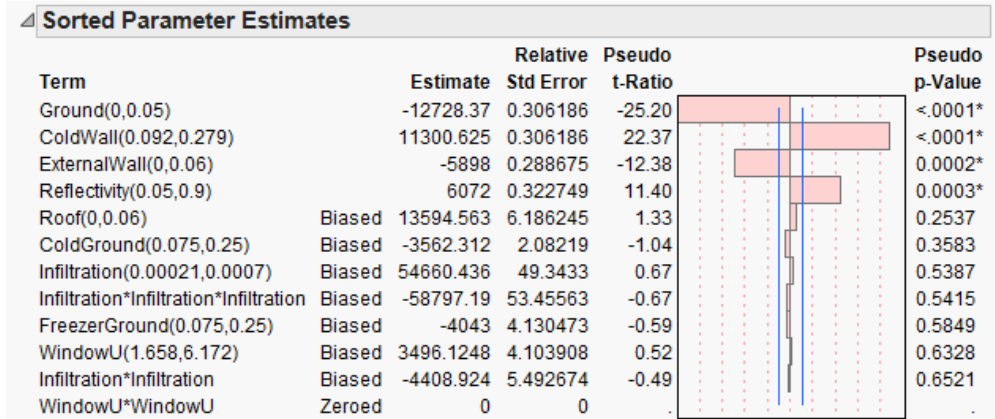 Sorted Parameter Estimates
Relative Pseudo Pseudo
Term Estimate Std Error t-Ratio p-Value
Ground(0,0.05) -12728.37 0.306186 -25.20 <.0001*
ColdWall(0.092,0.279) 11300.625 0.306186 22.37 <.0001*
ExternalWall(0,0.06) -5898 0.288675 -12.38 0.0002*
Reflectivity(0.05,0.9) 6072 0.322749 11.40 0.0003*
Roof(0,0.06) Biased 13594.563 6.186245 1.33 0.2537
ColdGround(0.075,0.25) Biased -3562.312 2.08219 -1.04 0.3583
Infiltration(0.00021,0.0007) Biased 54660.436 49.3433 0.67 0.5387
Infiltration*Infiltration*Infiltration Biased -58797.19 53.45563 -0.67 0.5415
FreezerGround(0.075,0.25) Biased -4043 4.130473 -0.59 0.5849
WindowU(1.658,6.172) Biased 3496.1248 4.103908 0.52 0.6328
Infiltration*Infiltration Biased -4408.924 5.492674 -0.49 0.6521
WindowU*WindowU Zeroed 0 0 . .